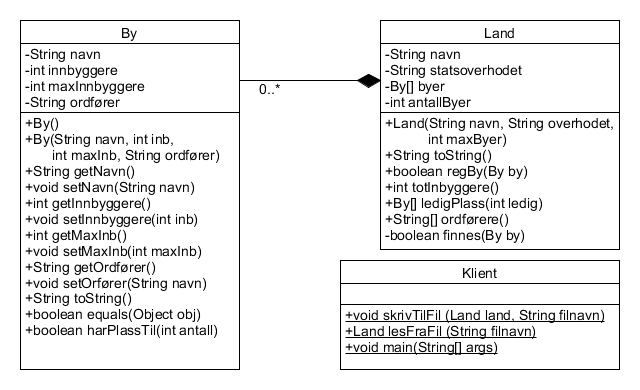 By
-String navn
-int innbyggere
-int maxInnbyggere
-String ordfører
+By()
+By(String navn, int inb,
int maxInb, String ordfører)
+String getNavn()
+void setNavn(String navn)
+int getInnbyggere()
+void setInnbyggere(int inb)
+int getMaxInb()
+void setMaxInb(int maxInb)
+String getOrdfører()
+void setOrfører(String navn)
+String toString()
+boolean equals(Object obj)
+boolean harPlassTil(int antall)
0..*
Land
-String navn
-String statsoverhodet
-By[] byer
-int antallByer
+Land(String navn, String overhodet,
int maxByer)
+String toString()
+boolean regBy(By by)
+int totInbyggere()
+By[] ledigPlass(int ledig)
+String[] ordførere()
-boolean finnes(By by)
Klient
+void skrivTilFil (Land land, String filnavn)
+Land lesFraFil (String filnavn)
+void main(String[] args)